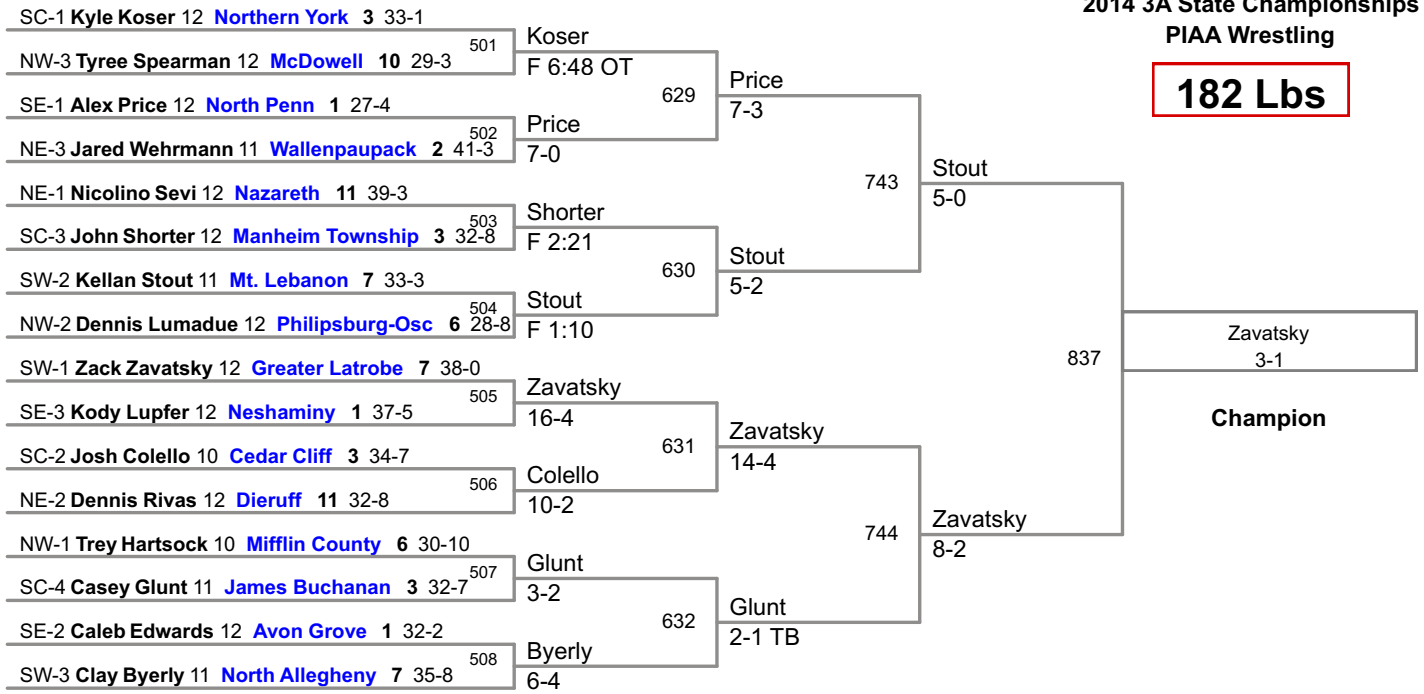 2014 3A State Championships
PIAA Wrestling
182 Lbs
SC-1 Kyle Koser 12 Northern York 3 33-1
501
NW-3 Tyree Spearman 12 McDowell 10 29-3
Koser
F 6:48 OT
SE-1 Alex Price 12 North Penn 1 27-4
502
NE-3 Jared Wehrmann 11 Wallenpaupack 2 41-3
Price
7-0
629
Price
7-3
NE-1 Nicolino Sevi 12 Nazareth 11 39-3
503
SC-3 John Shorter 12 Manheim Township 3 32-8
Shorter
F 2:21
SW-2 Kellan Stout 11 Mt. Lebanon 7 33-3
504
NW-2 Dennis Lumadue 12 Philipsburg-Osc 6 28-8
Stout
F 1:10
630
Stout
5-2
743
Stout
5-0
SW-1 Zack Zavatsky 12 Greater Latrobe 7 38-0
505
SE-3 Kody Lupfer 12 Neshaminy 1 37-5
Zavatsky
16-4
SC-2 Josh Colello 10 Cedar Cliff 3 34-7
506
NE-2 Dennis Rivas 12 Dieruff 11 32-8
Colello
10-2
631
Zavatsky
14-4
NW-1 Trey Hartsock 10 Mifflin County 6 30-10
507
SC-4 Casey Glunt 11 James Buchanan 3 32-7
Glunt
3-2
SE-2 Caleb Edwards 12 Avon Grove 1 32-2
508
SW-3 Clay Byerly 11 North Allegheny 7 35-8
Byerly
6-4
632
Glunt
2-1 TB
744
Zavatsky
8-2
837
Zavatsky
3-1
Champion